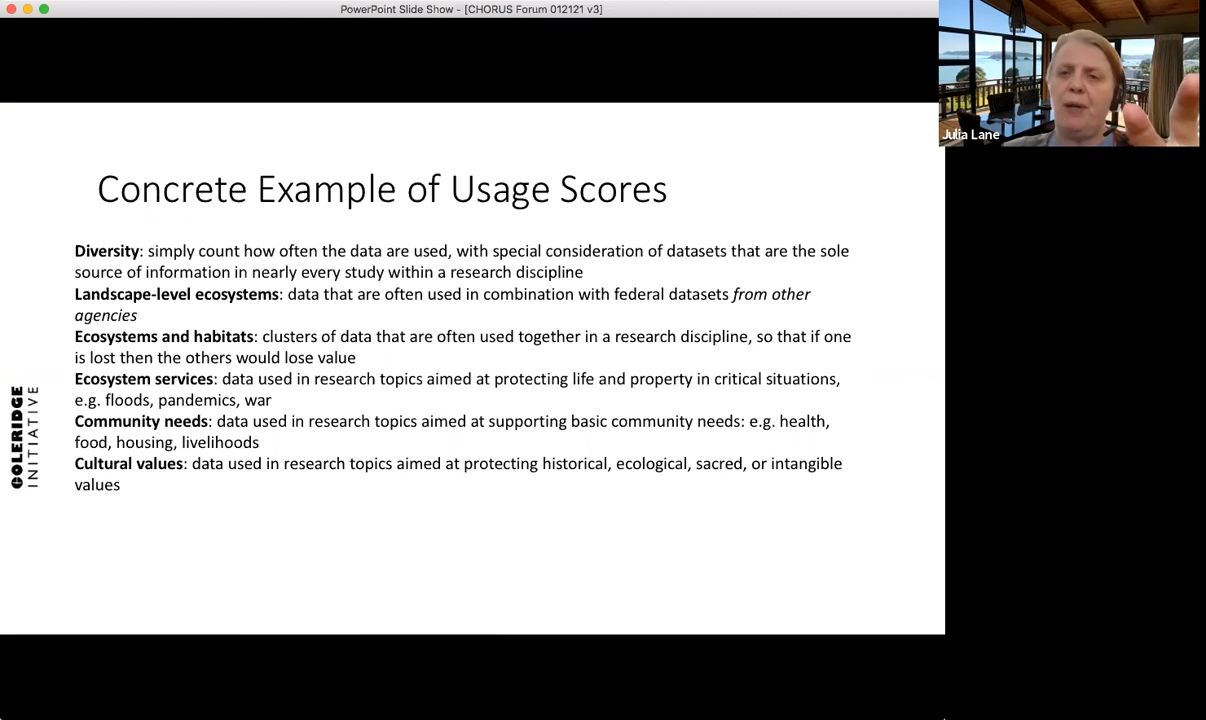 PowerPoint Slide Show - [CHORUS Forum 012121 v3]
Julia Lane
Concrete Example of Usage Scores
Diversity: simply count how often the data are used, with special consideration of datasets that are the sole
source of information in nearly every study within a research discipline
Landscape-level ecosystems: data that are often used in combination with federal datasets from other
agencies
Ecosystems and habitats: clusters of data that are often used together in a research discipline, so that if one
is lost then the others would lose value
Ecosystem services: data used in research topics aimed at protecting life and property in critical situations,
e.g. floods, pandemics, war
Community needs: data used in research topics aimed at supporting basic community needs: e.g. health,
food, housing, livelihoods
Cultural values: data used in research topics aimed at protecting historical, ecological, sacred, or intangible
values
COLERIDGE
INITIATIVE